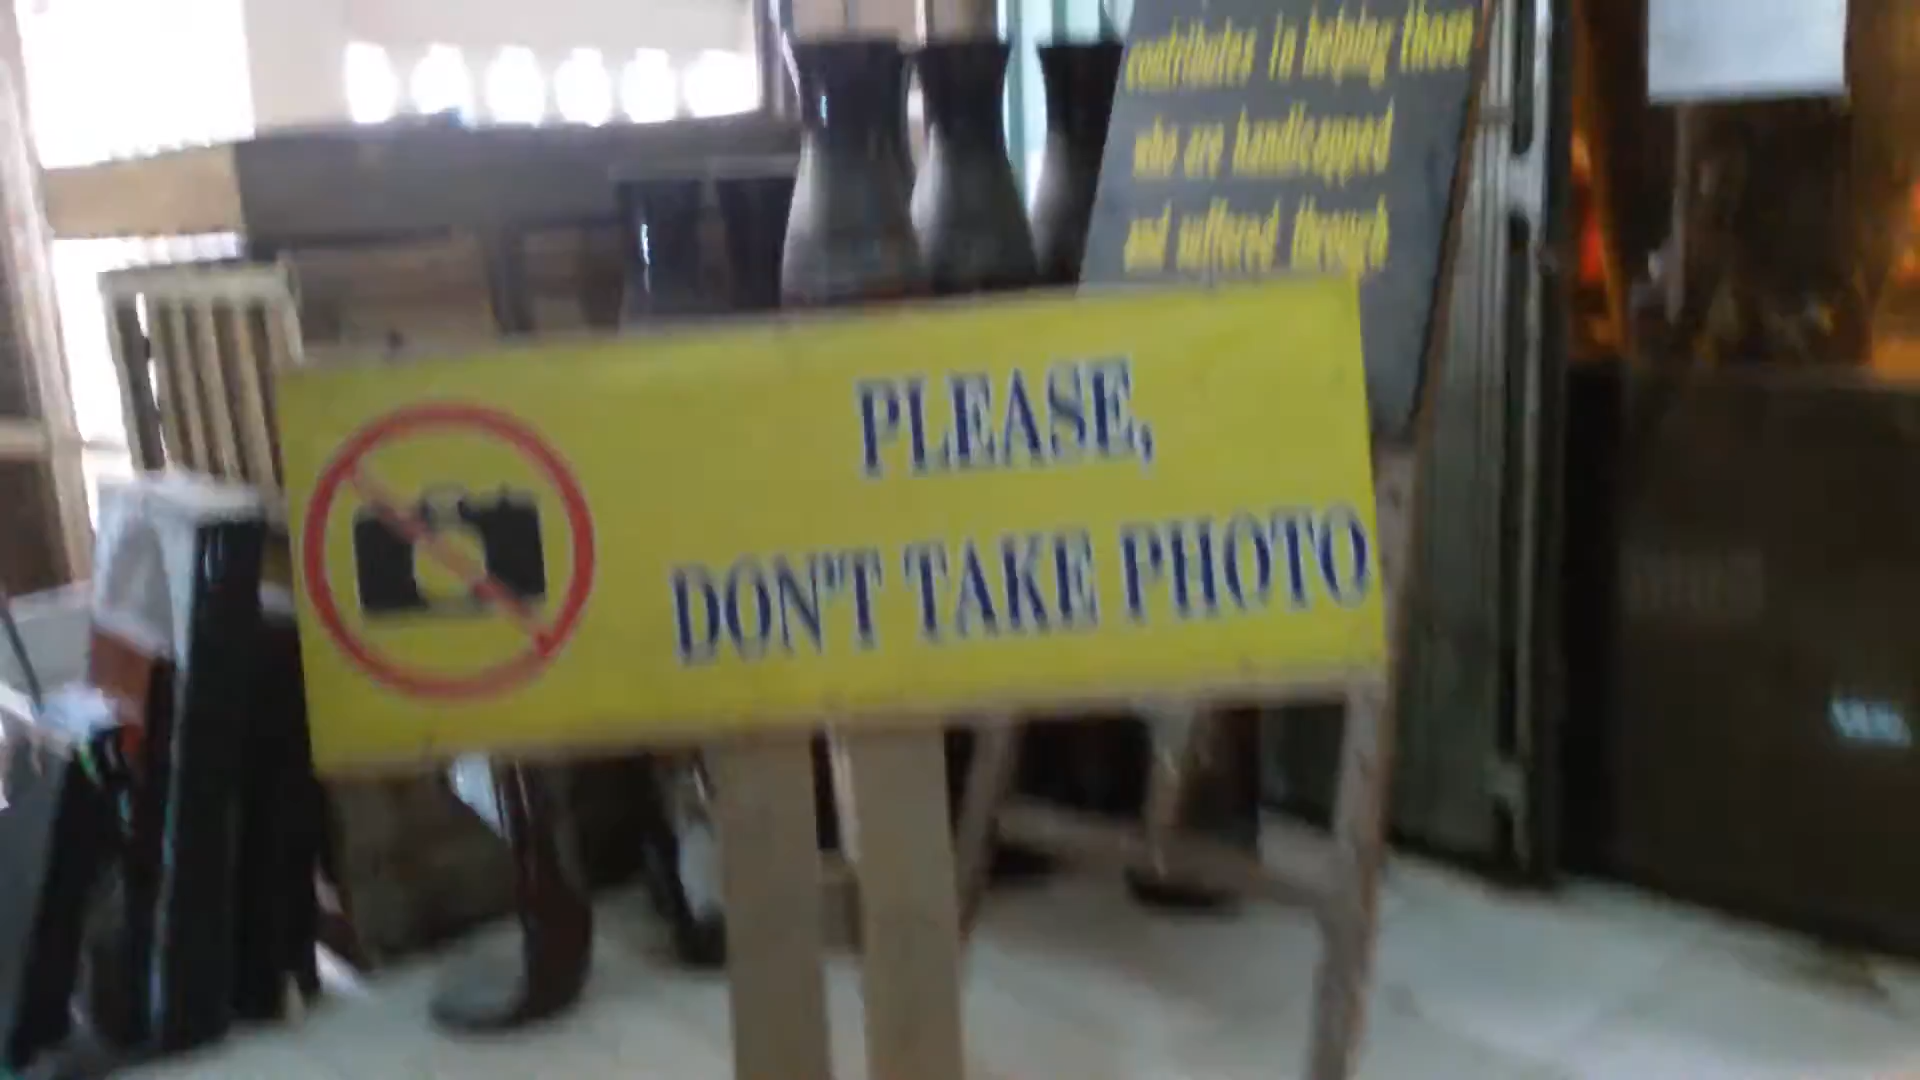 contributes in helping those
who are handicapped
and suffered through
PLEASE,
DON'T TAKE PHOTO